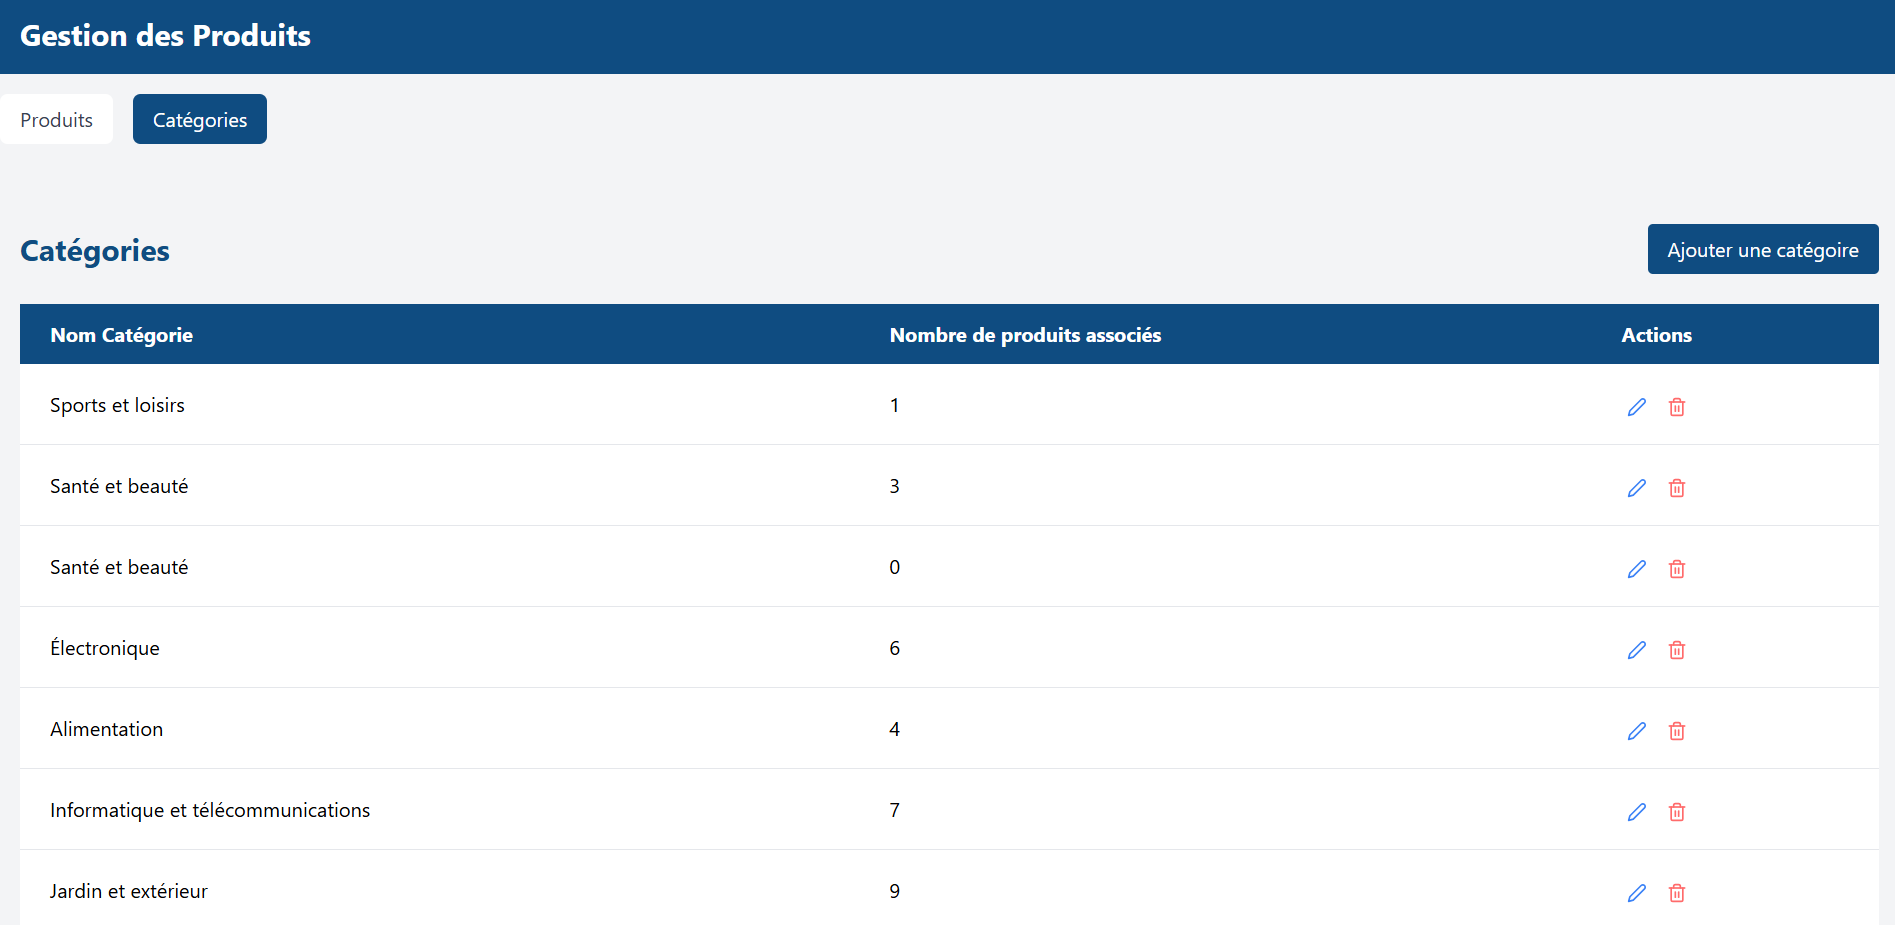 Gestion des Produits
Produits Catégories
Catégories Ajouter une catégoire
Nom Catégorie Nombre de produits associés Actions
Sports et loisirs 1
Santé et beauté 3
Santé et beauté 0
Électronique 6
Alimentation 4
Informatique et télécommunications 7
Jardin et extérieur 9